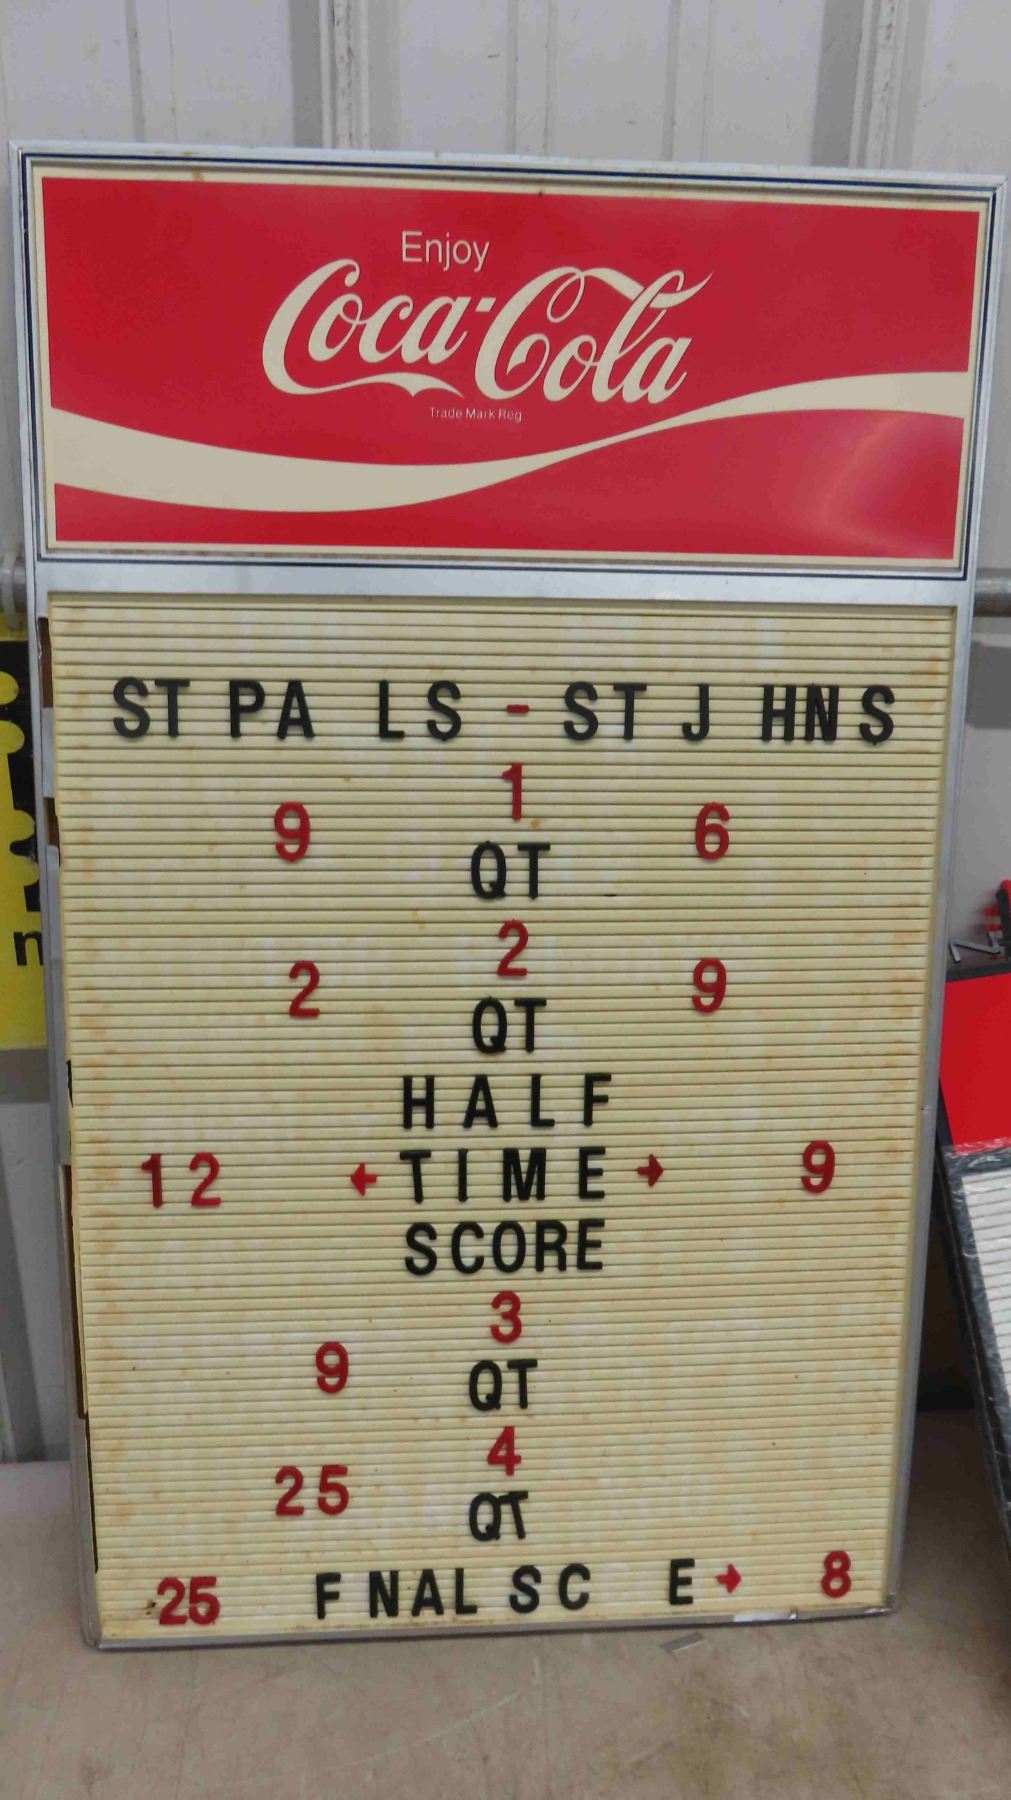 Enjoy
Coca-Cola
Trade Mark Reg
ST PA LS - ST J HNS
1
9 6
QT
2
2 9
QT
HALF
12 ← TIME → 9
SCORE
3
9
QT
4
25
QT
25 F NAL SC E → 8
n